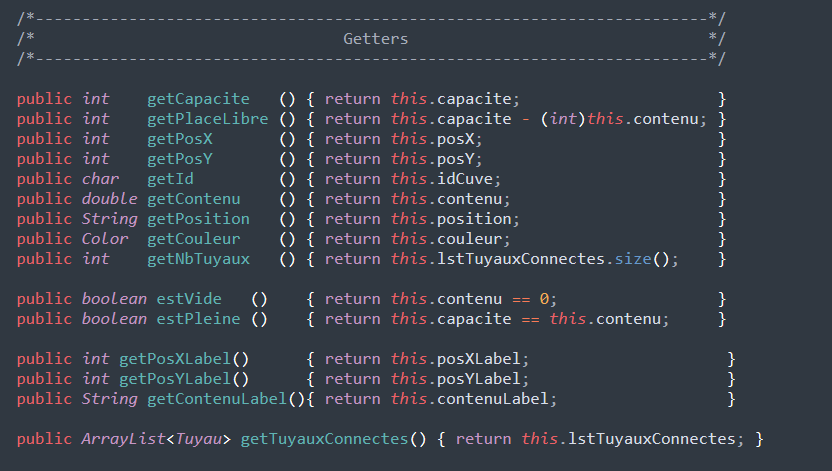 /*------------------------------------------------------------------------*/
/*                                 Getters                                */
/*------------------------------------------------------------------------*/
public int    getCapacite   () { return this.capacite;                     }
public int    getPlaceLibre () { return this.capacite - (int)this.contenu; }
public int    getPosX       () { return this.posX;                         }
public int    getPosY       () { return this.posY;                         }
public char   getId         () { return this.idCuve;                       }
public double getContenu    () { return this.contenu;                      }
public String getPosition   () { return this.position;                     }
public Color  getCouleur    () { return this.couleur;                      }
public int    getNbTuyaux   () { return this.lstTuyauxConnectes.size();    }
public boolean estVide   ()    { return this.contenu == 0;                 }
public boolean estPleine ()    { return this.capacite == this.contenu;     }
public int getPosXLabel()      { return this.posXLabel;                     }
public int getPosYLabel()      { return this.posYLabel;                     }
public String getContenuLabel(){ return this.contenuLabel;                  }
public ArrayList<Tuyau> getTuyauxConnectes() { return this.lstTuyauxConnectes; }